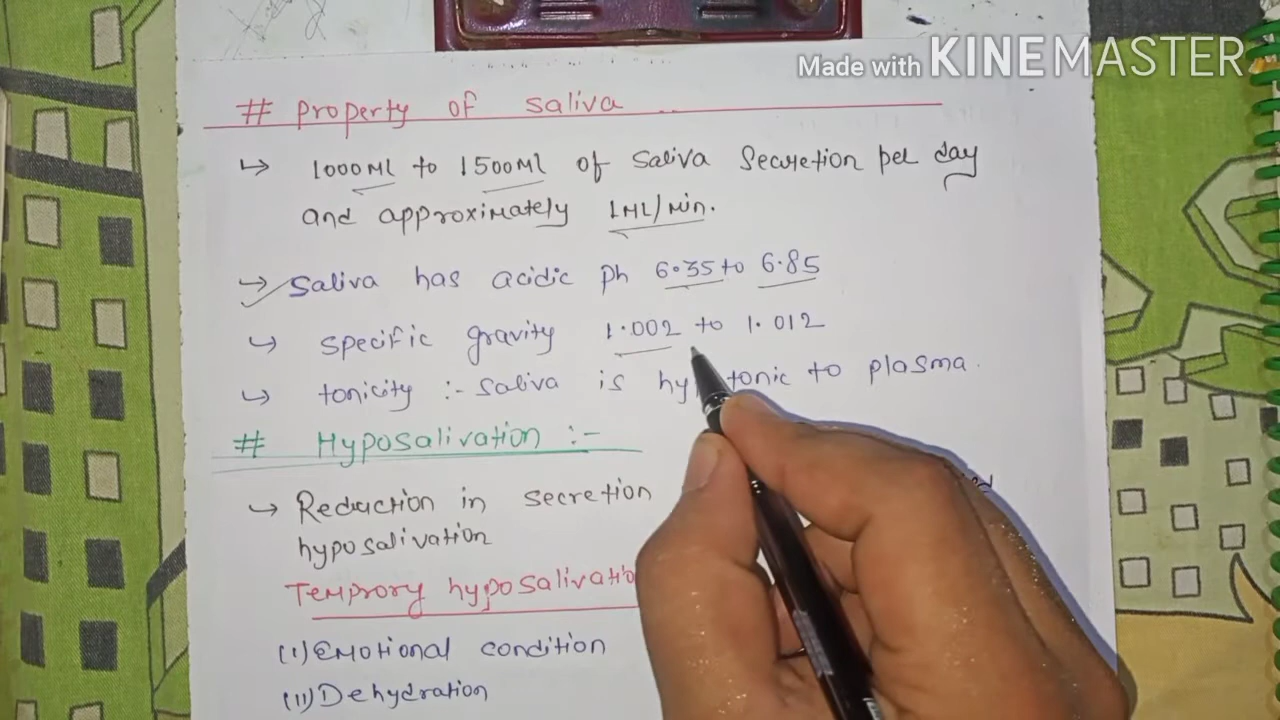 Made with KINEMASTER
# Property of saliva
↳ 1000ML to 1500Ml of saliva Secretion per day
and approximately 1ML/Min.
→ Saliva has acidic ph 6.35 to 6.85
↳ specific gravity 1.002 to 1.012
↳ tonicity :- saliva is tonic to plasma.
# Hyposalivation :-
→ Reduction in secretion
hyposalivation
Temprory
(I) Emotional condition
(II) Dehydration